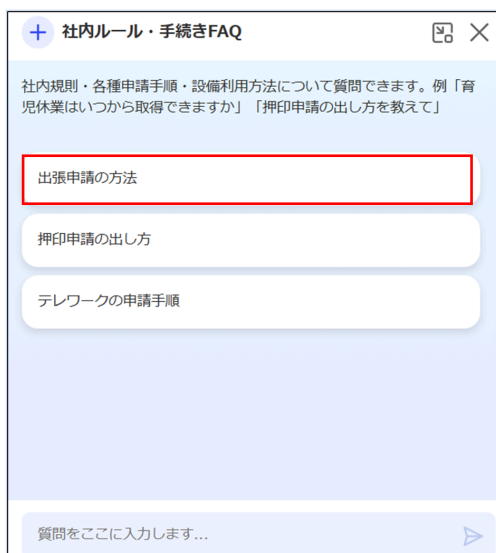 社内ルール・手続きFAQ
社内規則・各種申請手順・設備利用方法について質問できます。例「育
児休業はいつから取得できますか」「押印申請の出し方を教えて」
出張申請の方法
押印申請の出し方
テレワークの申請手順
質問をここに入力します...